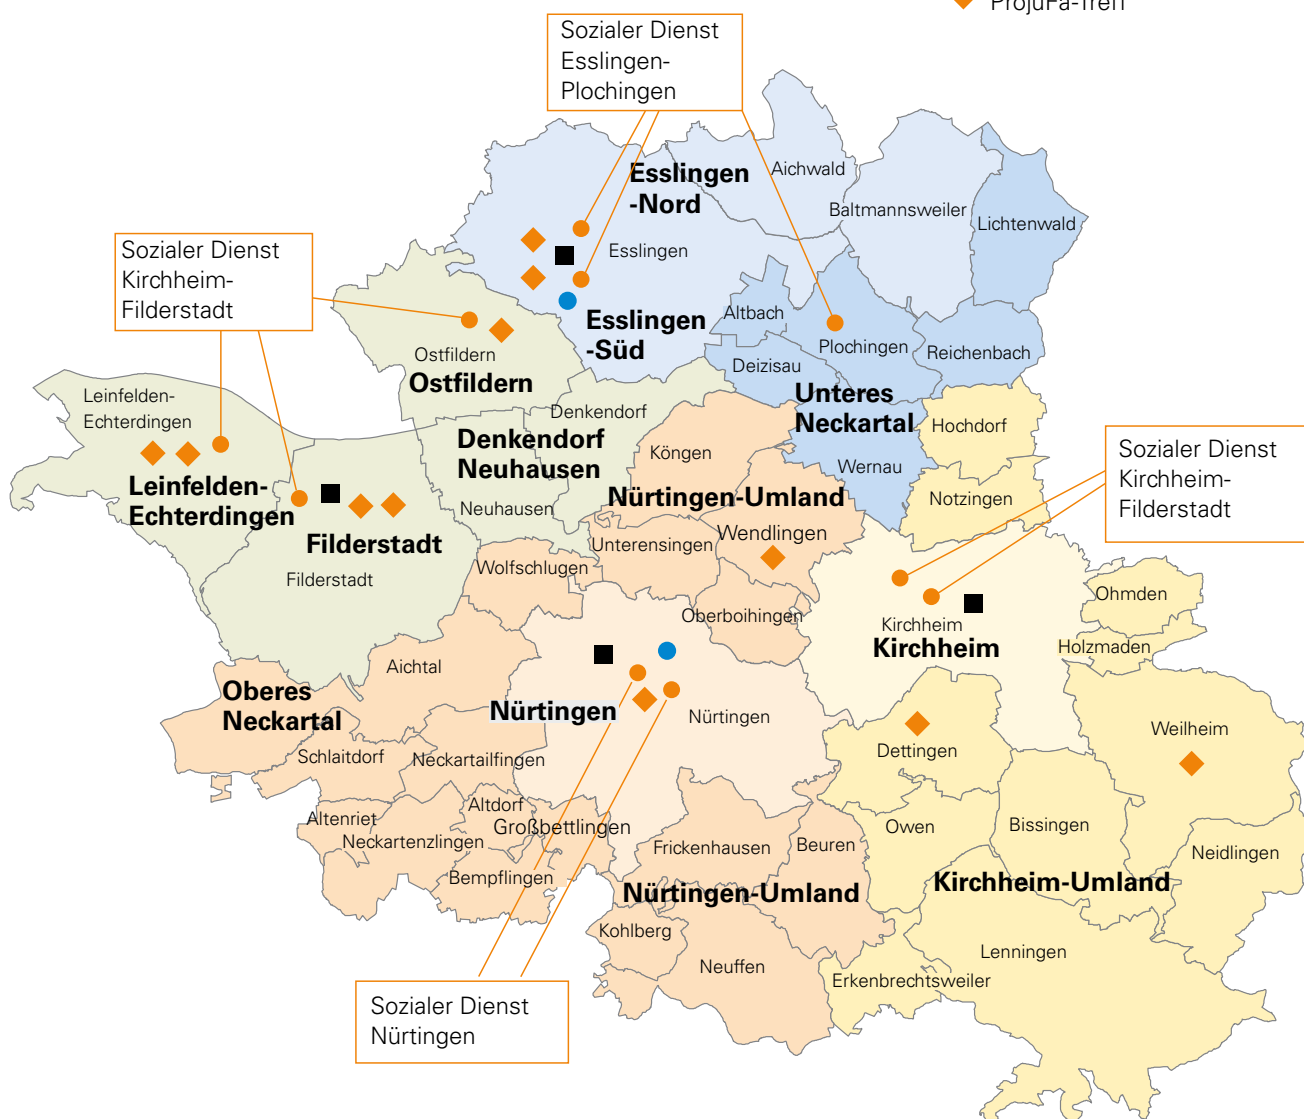 ProjuFa-Treff
Sozialer Dienst
Esslingen-
Plochingen
Esslingen
-Nord
Aichwald
Baltmannsweiler
Lichtenwald
Esslingen
Sozialer Dienst
Kirchheim-
Filderstadt
Esslingen
-Süd
Altbach
Plochingen
Reichenbach
Deizisau
Ostfildern
Ostfildern
Unteres
Neckartal
Leinfelden-
Echterdingen
Denkendorf
Denkendorf
Neuhausen
Hochdorf
Köngen
Wernau
Sozialer Dienst
Kirchheim-
Filderstadt
Leinfelden-
Echterdingen
Nürtingen-Umland
Notzingen
Neuhausen
Filderstadt
Unterensingen
Wendlingen
Filderstadt
Wolfschlugen
Ohmden
Oberboihingen
Kirchheim
Kirchheim
Holzmaden
Aichtal
Oberes
Neckartal
Nürtingen
Nürtingen
Weilheim
Dettingen
Schlaitdorf
Neckartailfingen
Altdorf
Altenriet
Großbettlingen
Neckartenzlingen
Owen
Bissingen
Frickenhausen
Beuren
Neidlingen
Bempflingen
Nürtingen-Umland
Kirchheim-Umland
Kohlberg
Neuffen
Lenningen
Erkenbrechtsweiler
Sozialer Dienst
Nürtingen